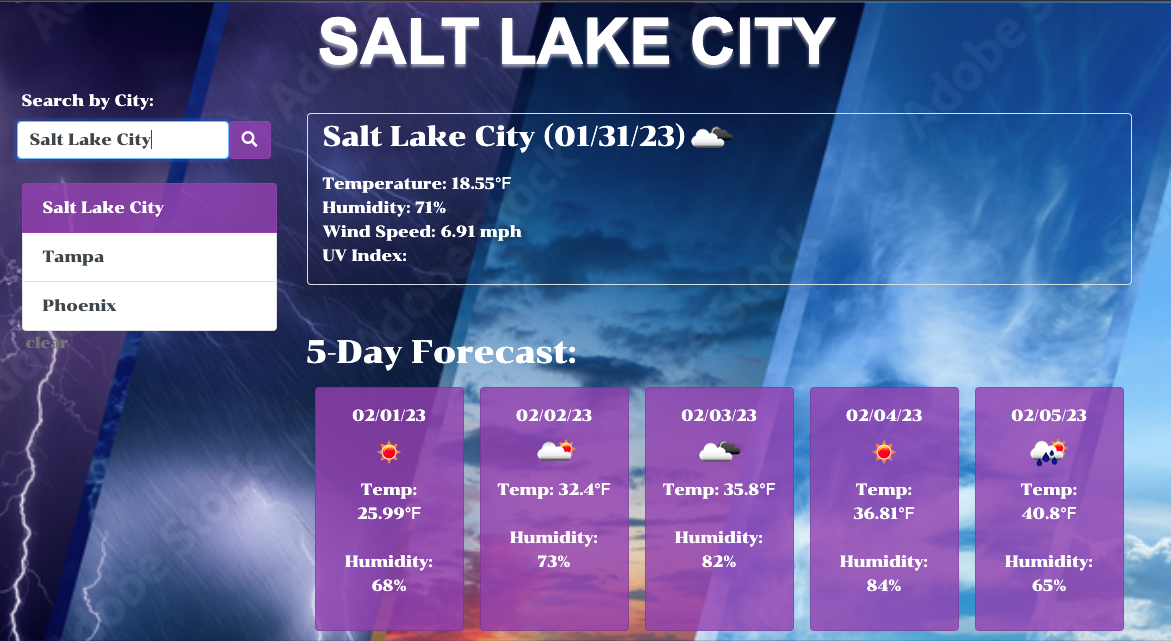 SALT LAKE CITY
Search by City:
Salt Lake City
Salt Lake City
Tampa
Phoenix
clear
Salt Lake City (01/31/23)
Temperature: 18.55°F
Humidity: 71%
Wind Speed: 6.91 mph
UV Index:
5-Day Forecast:
02/01/23
Temp:
25.99°F
Humidity:
68%
02/02/23
Temp: 32.4°F
Humidity:
73%
02/03/23
Temp: 35.8°F
Humidity:
82%
02/04/23
Temp:
36.81°F
Humidity:
84%
02/05/23
Temp:
40.8°F
Humidity:
65%
Adobe Stock